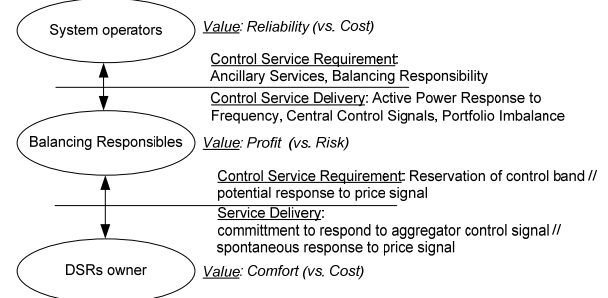 System operators
Value: Reliability (vs. Cost)
Control Service Requirement:
Ancillary Services, Balancing Responsibility
Control Service Delivery: Active Power Response to
Frequency, Central Control Signals, Portfolio Imbalance
Balancing Responsibles
Value: Profit (vs. Risk)
Control Service Requirement: Reservation of control band //
potential response to price signal
Service Delivery:
committment to respond to aggregator control signal //
spontaneous response to price signal
DSRs owner
Value: Comfort (vs. Cost)